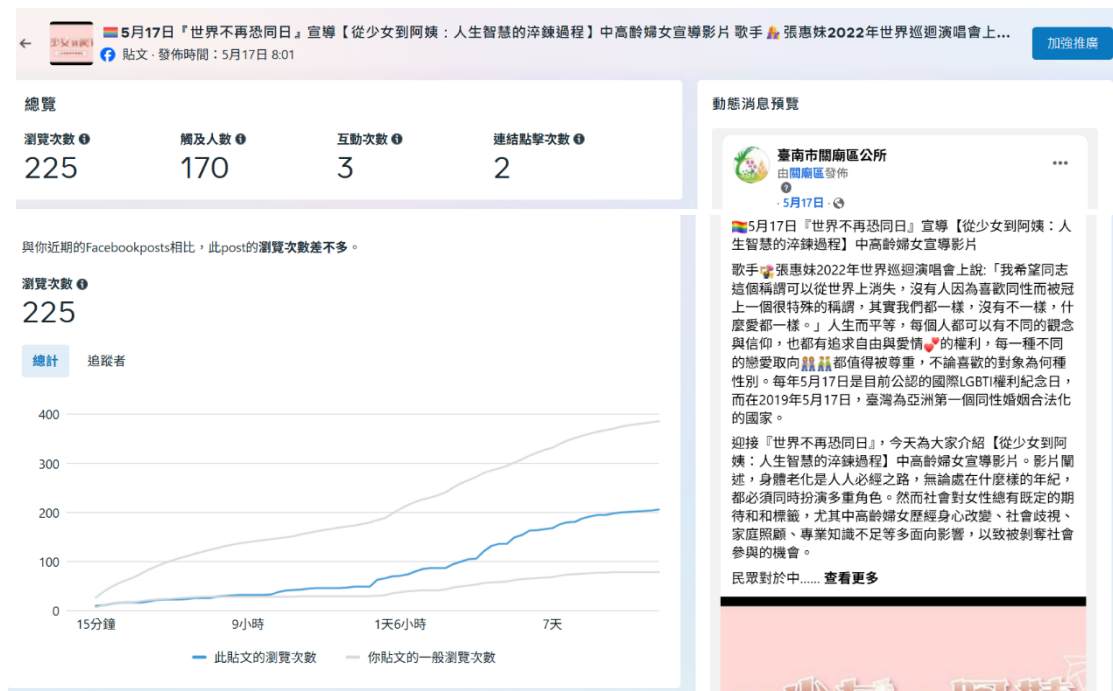 🏳️‍🌈5月17日『世界不再恐同日』宣導【從少女到阿姨：人生智慧的淬鍊過程】中高齡婦女宣導影片 歌手💑張惠妹2022年世界巡迴演唱會上...
貼文 · 發佈時間：5月17日 8:01
加強推廣
總覽
瀏覽次數
225
觸及人數
170
互動次數
3
連結點擊次數
2
與你近期的Facebookposts相比，此post的瀏覽次數差不多。
瀏覽次數
225
總計
追蹤者
400
300
200
100
0
15分鐘
9小時
1天6小時
7天
此貼文的瀏覽次數
你貼文的一般瀏覽次數
動態消息預覽
臺南市關廟區公所
由關廟區發佈
· 5月17日 ·
🏳️‍🌈5月17日『世界不再恐同日』宣導【從少女到阿姨：人
生智慧的淬鍊過程】中高齡婦女宣導影片
歌手張惠妹2022年世界巡迴演唱會上說:「我希望同志
這個稱謂可以從世界上消失，沒有人因為喜歡同性而被冠
上一個很特殊的稱謂，其實我們都一樣，沒有不一樣，什
麼愛都一樣。」人生而平等，每個人都可以有不同的觀念
與信仰，也都有追求自由與愛情💕的權利，每一種不同
的戀愛取向👭👬都值得被尊重，不論喜歡的對象為何種
性別。每年5月17日是目前公認的國際LGBTI權利紀念日，
而在2019年5月17日，臺灣為亞洲第一個同性婚姻合法化
的國家。
迎接『世界不再恐同日』，今天為大家介紹【從少女到阿
姨：人生智慧的淬鍊過程】中高齡婦女宣導影片。影片闡
述，身體老化是人人必經之路，無論處在什麼樣的年紀，
都必須同時扮演多重角色。然而社會對女性總有既定的期
待和和標籤，尤其中高齡婦女歷經身心改變、社會歧視、
家庭照顧、專業知識不足等多面向影響，以致被剝奪社會
參與的機會。
民眾對於中...... 查看更多